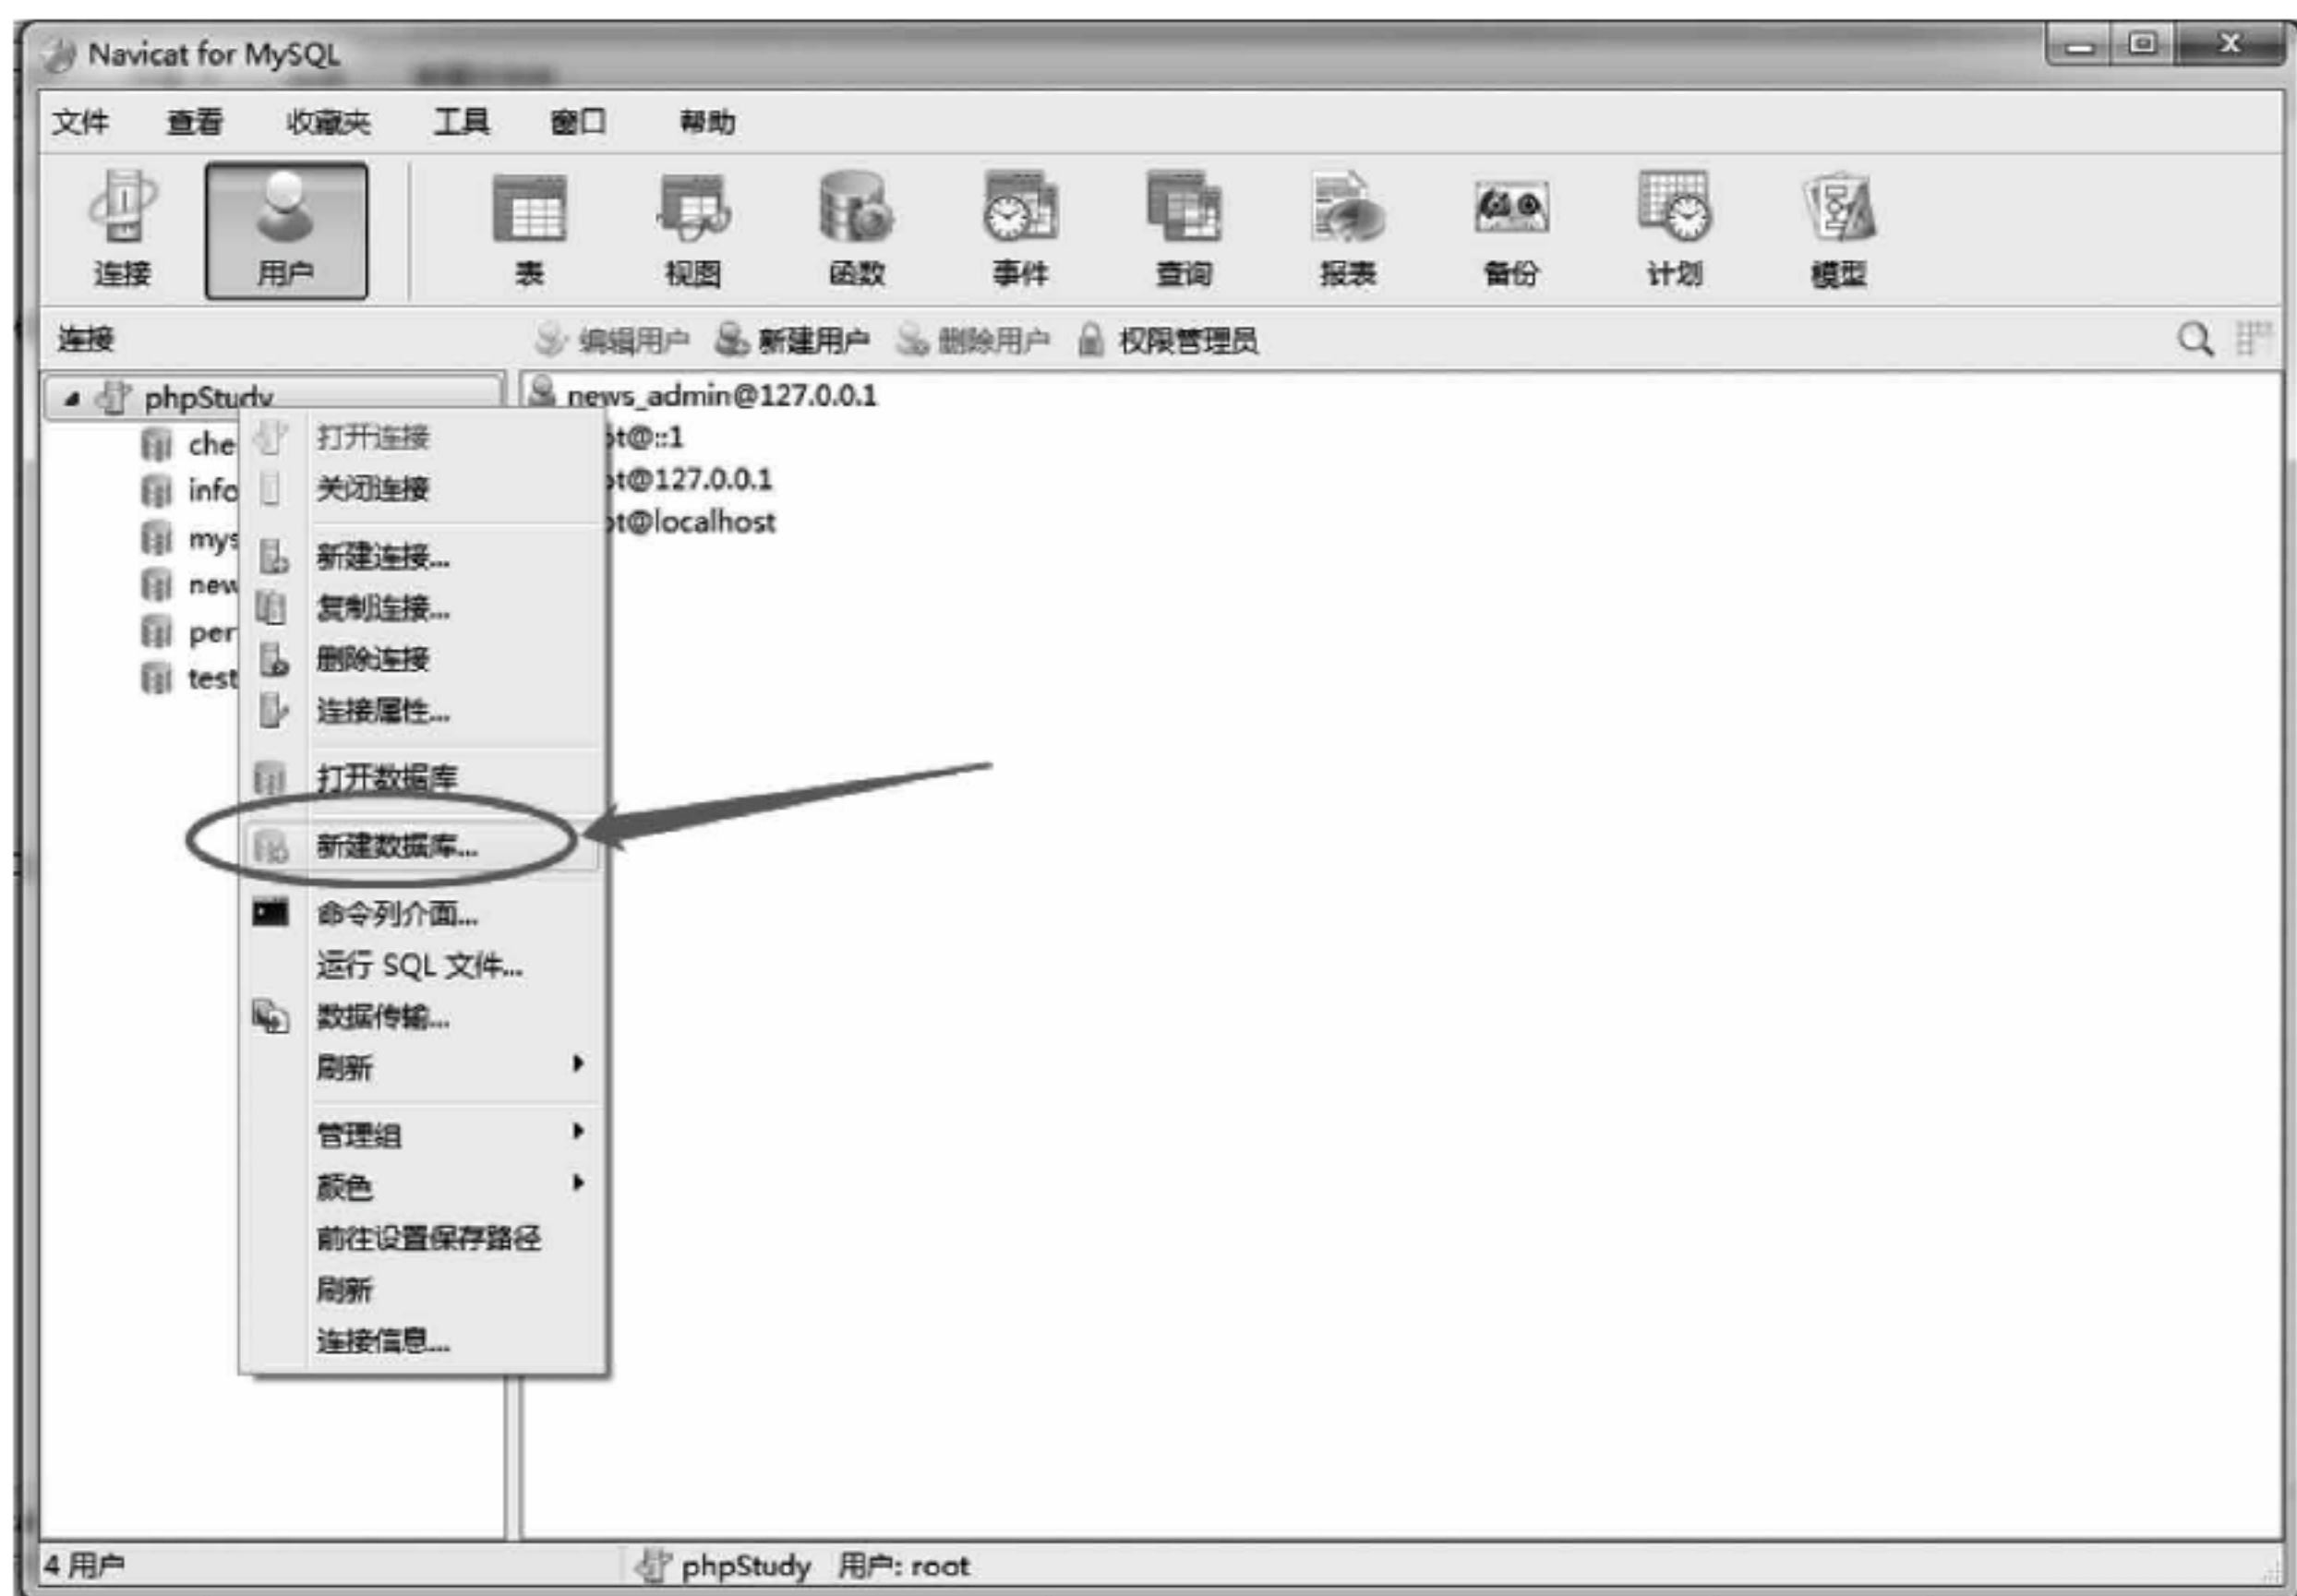 Navicat for MySQL
文件 查看 收藏夹 工具 窗口 帮助
连接 用户 表 视图 函数 事件 查询 报表 备份 计划 模型
连接 编辑用户 新建用户 删除用户 权限管理员
phpStudy
che
info
mys
new
per
test
打开连接
关闭连接
新建连接...
复制连接...
删除连接
连接属性...
打开数据库
新建数据库...
命令列介面...
运行 SQL 文件...
数据传输...
刷新
管理组
颜色
前往设置保存路径
刷新
连接信息...
news_admin@127.0.0.1
ot@::1
ot@127.0.0.1
ot@localhost
4 用户 phpStudy 用户: root